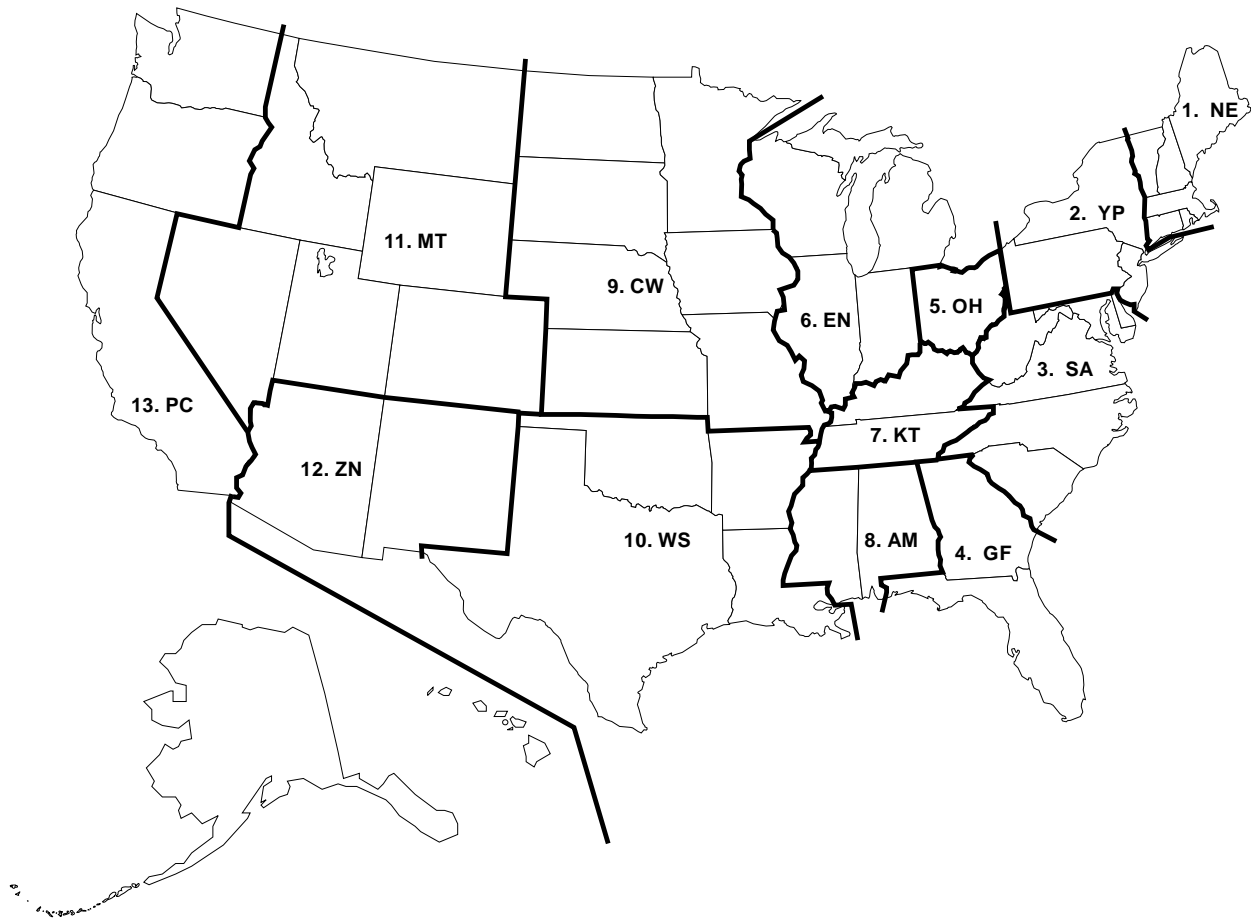 1. NE
2. YP
11. MT
9. CW
5. OH
6. EN
3. SA
13. PC
7. KT
12. ZN
10. WS
8. AM
4. GF